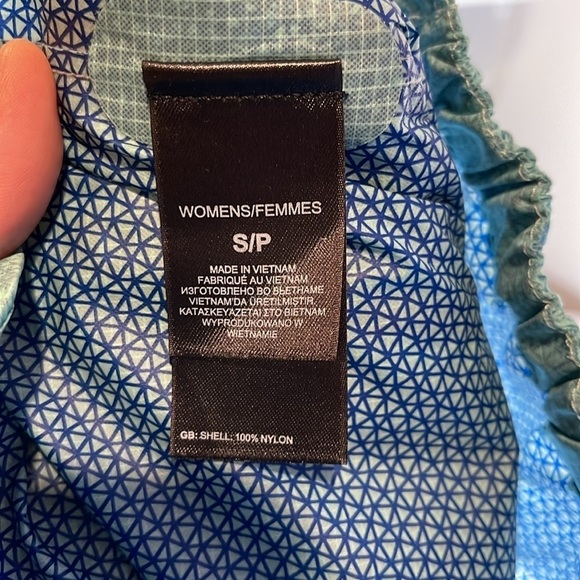 WOMENS/FEMMES
S/P
MADE IN VIETNAM
FABRIQUÉ AU VIETNAM
ИЗГОТОВЛЕНО ВО ВЬЕТНАМЕ
VIETNAM'DA ÜRETILMIŞTIR
ΚΑΤΑΣΚΕΥΑΖΕΤΑΙ ΣΤΟ ΒΙΕΤΝΑΜ
WYPRODUKOWANO W
WIETNAMIE
GB: SHELL: 100% NYLON